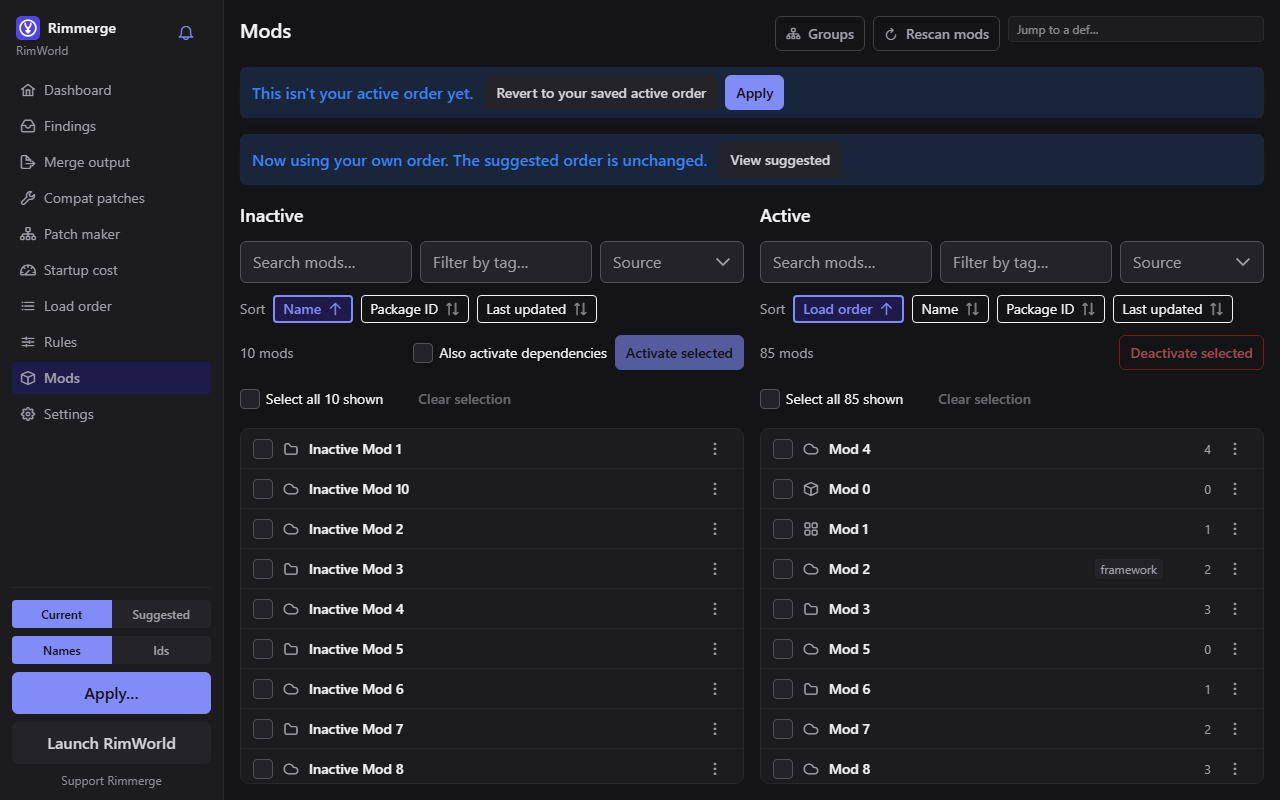 Rimmerge
RimWorld
Dashboard
Findings
Merge output
Compat patches
Patch maker
Startup cost
Load order
Rules
Mods
Settings
Current Suggested
Names Ids
Apply...
Launch RimWorld
Support Rimmerge
Mods
Groups Rescan mods Jump to a def...
This isn't your active order yet. Revert to your saved active order Apply
Now using your own order. The suggested order is unchanged. View suggested
Inactive
Search mods... Filter by tag... Source
Sort Name Package ID Last updated
10 mods Also activate dependencies Activate selected
Select all 10 shown Clear selection
Inactive Mod 1
Inactive Mod 10
Inactive Mod 2
Inactive Mod 3
Inactive Mod 4
Inactive Mod 5
Inactive Mod 6
Inactive Mod 7
Inactive Mod 8
Active
Search mods... Filter by tag... Source
Sort Load order Name Package ID Last updated
85 mods Deactivate selected
Select all 85 shown Clear selection
Mod 4 4
Mod 0 0
Mod 1 1
Mod 2 framework 2
Mod 3 3
Mod 5 0
Mod 6 1
Mod 7 2
Mod 8 3